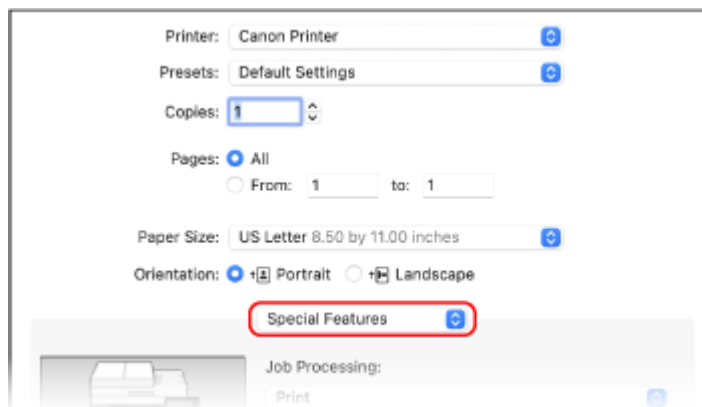 Printer: Canon Printer
Presets: Default Settings
Copies: 1
Pages: All
From: 1 to: 1
Paper Size: US Letter 8.50 by 11.00 inches
Orientation: Portrait Landscape
Special Features
Job Processing:
Print